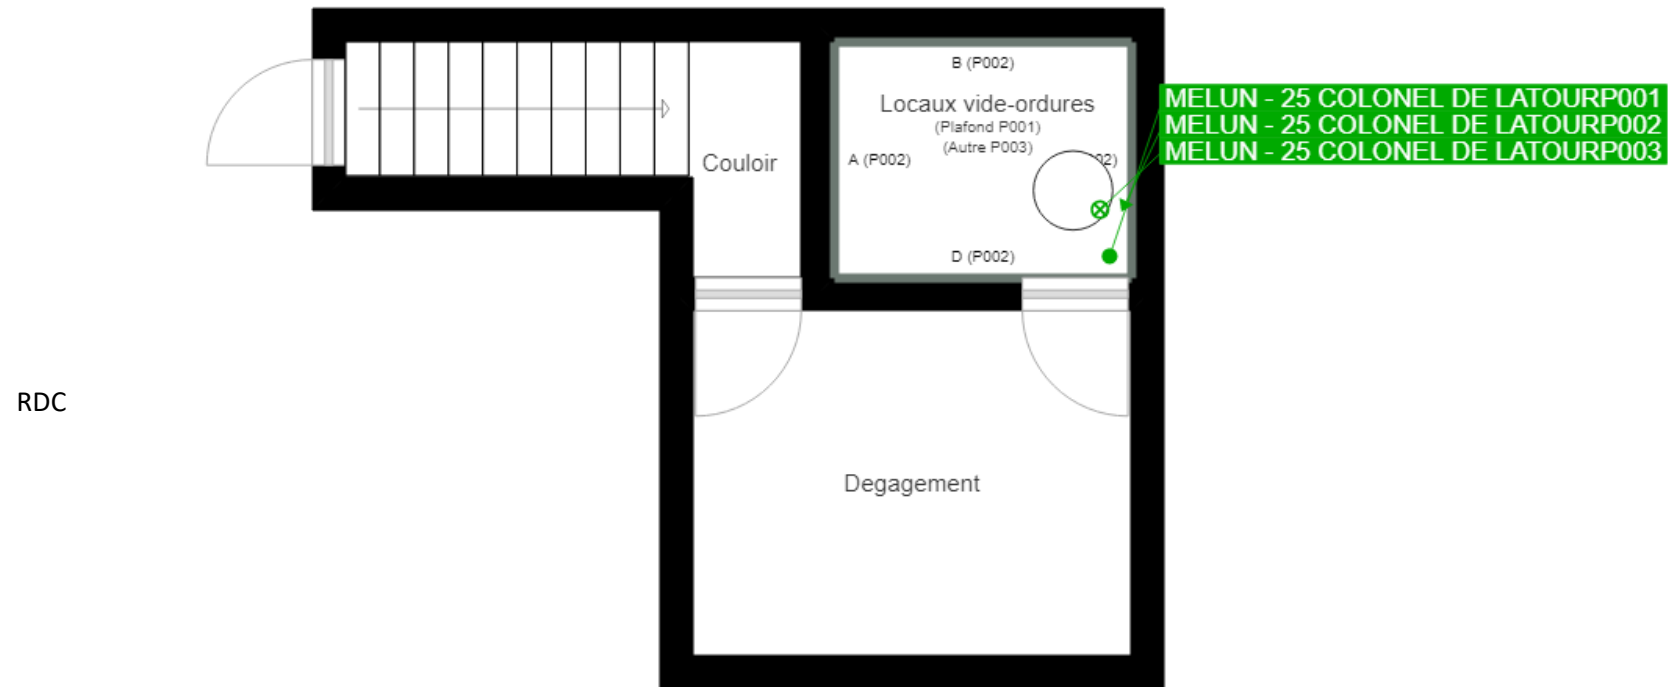 B (P002)
Locaux vide-ordures
(Plafond P001)
(Autre P003)
A (P002)
02)
D (P002)
MELUN - 25 COLONEL DE LATOURP001
MELUN - 25 COLONEL DE LATOURP002
MELUN - 25 COLONEL DE LATOURP003
Couloir
RDC
Degagement